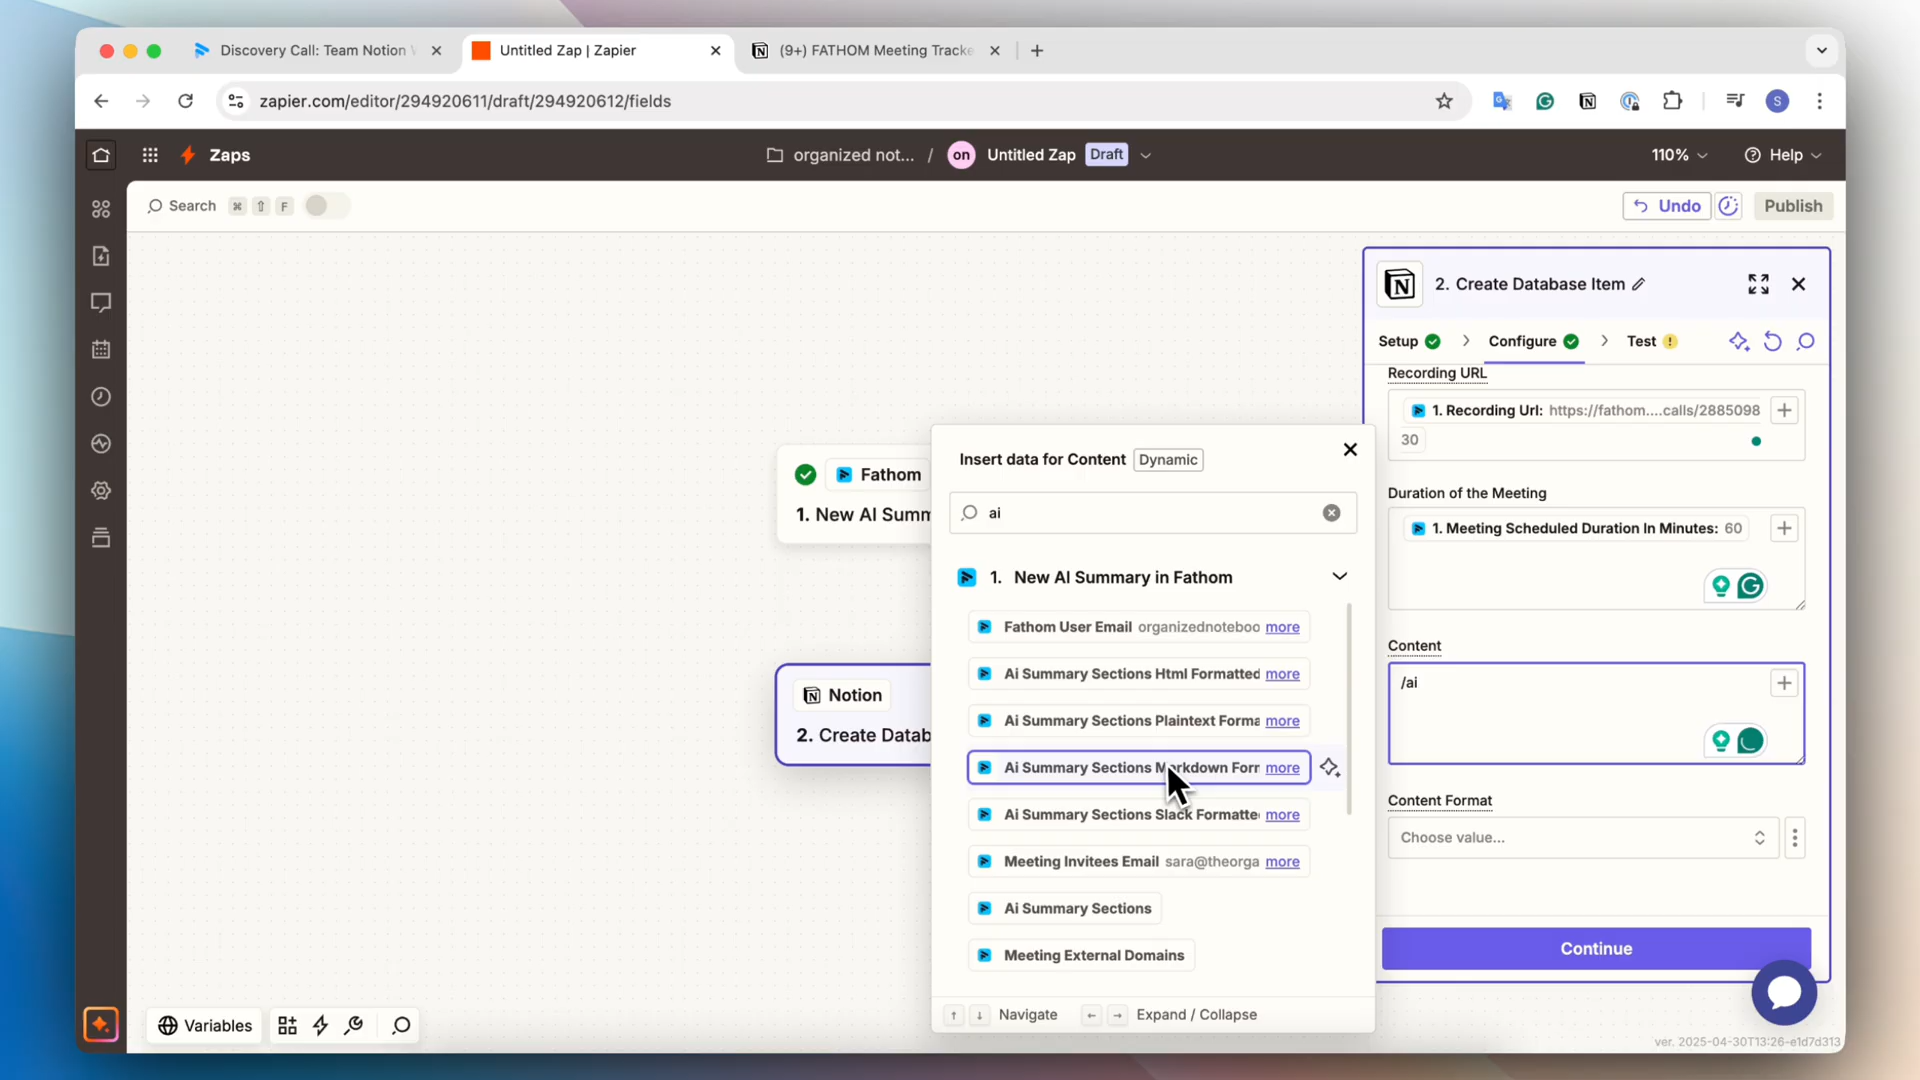 Discovery Call: Team Notion
Untitled Zap | Zapier
(9+) FATHOM Meeting Tracke
zapier.com/editor/294920611/draft/294920612/fields
S
Zaps
organized not... /
on
Untitled Zap
Draft
110%
Help
Search
⌘
⇧
F
Undo
Publish
2. Create Database Item
Setup
Configure
Test
Recording URL
1. Recording Url: https://fathom....calls/2885098
30
Duration of the Meeting
1. Meeting Scheduled Duration In Minutes: 60
Content
/ai
Content Format
Choose value...
Continue
Fathom
1. New AI Summ
Notion
2. Create Datab
Insert data for Content
Dynamic
ai
1. New AI Summary in Fathom
Fathom User Email organizednoteboo more
Ai Summary Sections Html Formatted more
Ai Summary Sections Plaintext Forma more
Ai Summary Sections Markdown Form more
Ai Summary Sections Slack Formatte more
Meeting Invitees Email sara@theorga more
Ai Summary Sections
Meeting External Domains
↑ ↓ Navigate ← → Expand / Collapse
Variables
ver. 2025-04-30T13:26-e1d7d313